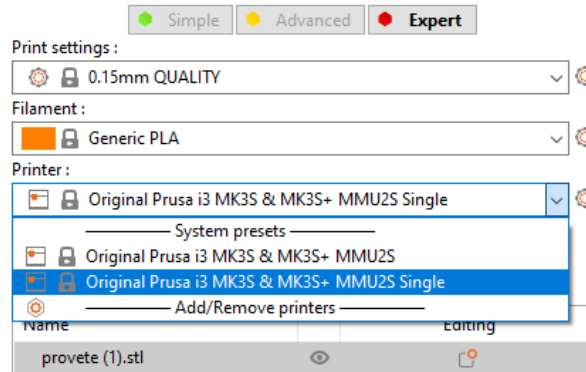 Simple Advanced Expert
Print settings :
0.15mm QUALITY
Filament :
Generic PLA
Printer :
Original Prusa i3 MK3S & MK3S+ MMU2S Single
System presets
Original Prusa i3 MK3S & MK3S+ MMU2S
Original Prusa i3 MK3S & MK3S+ MMU2S Single
Add/Remove printers
Name Editing
provete (1).stl